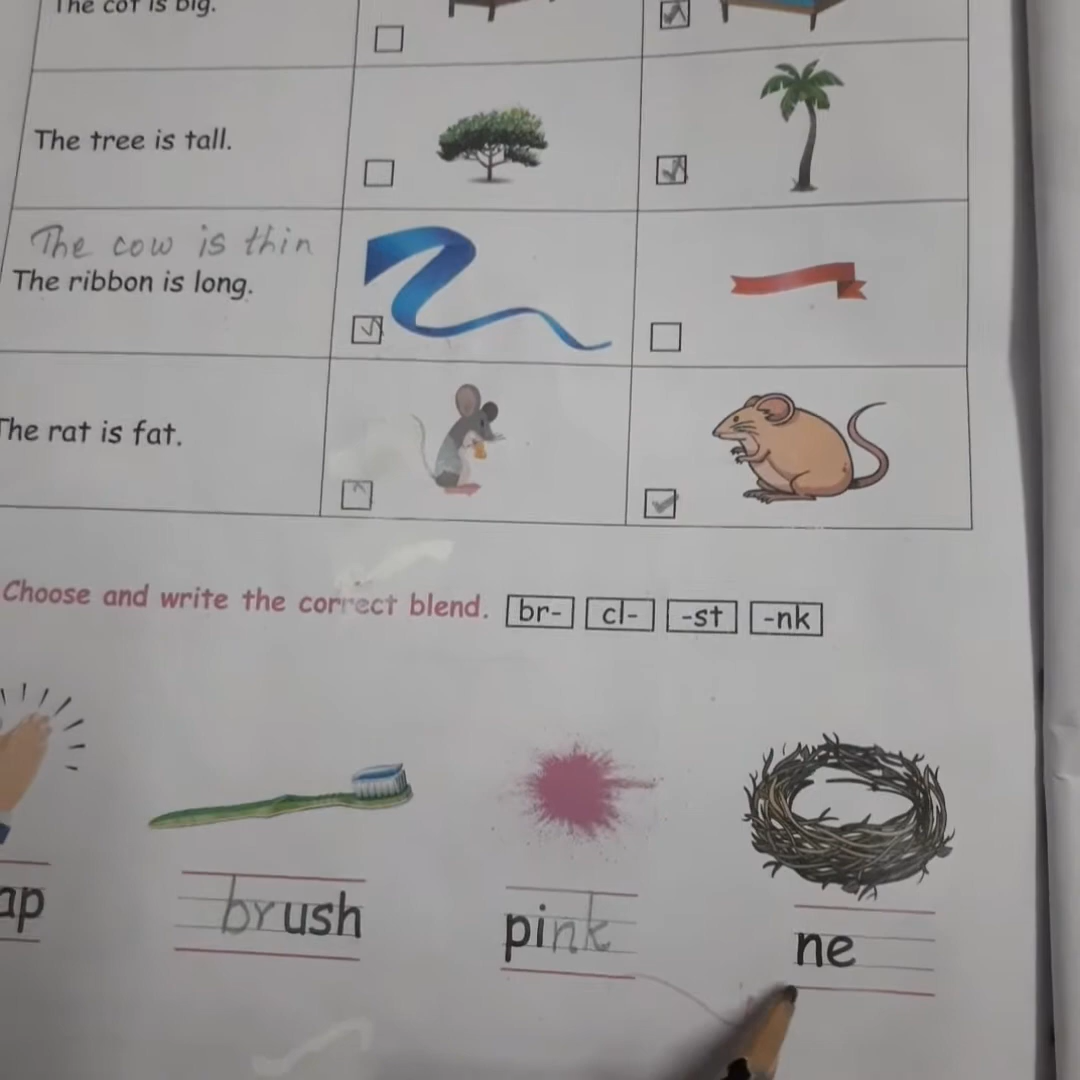 The cot is big.
The tree is tall.
The cow is thin
The ribbon is long.
The rat is fat.
Choose and write the correct blend. br- cl- -st -nk
ap brush pink ne